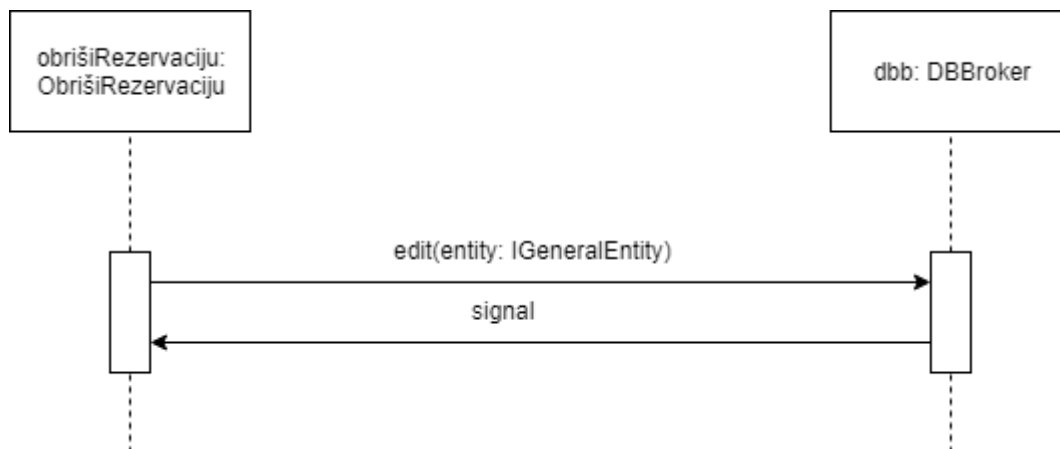 obrišiRezervaciju:
ObrišiRezervaciju
dbb: DBBroker
edit(entity: IGeneralEntity)
signal